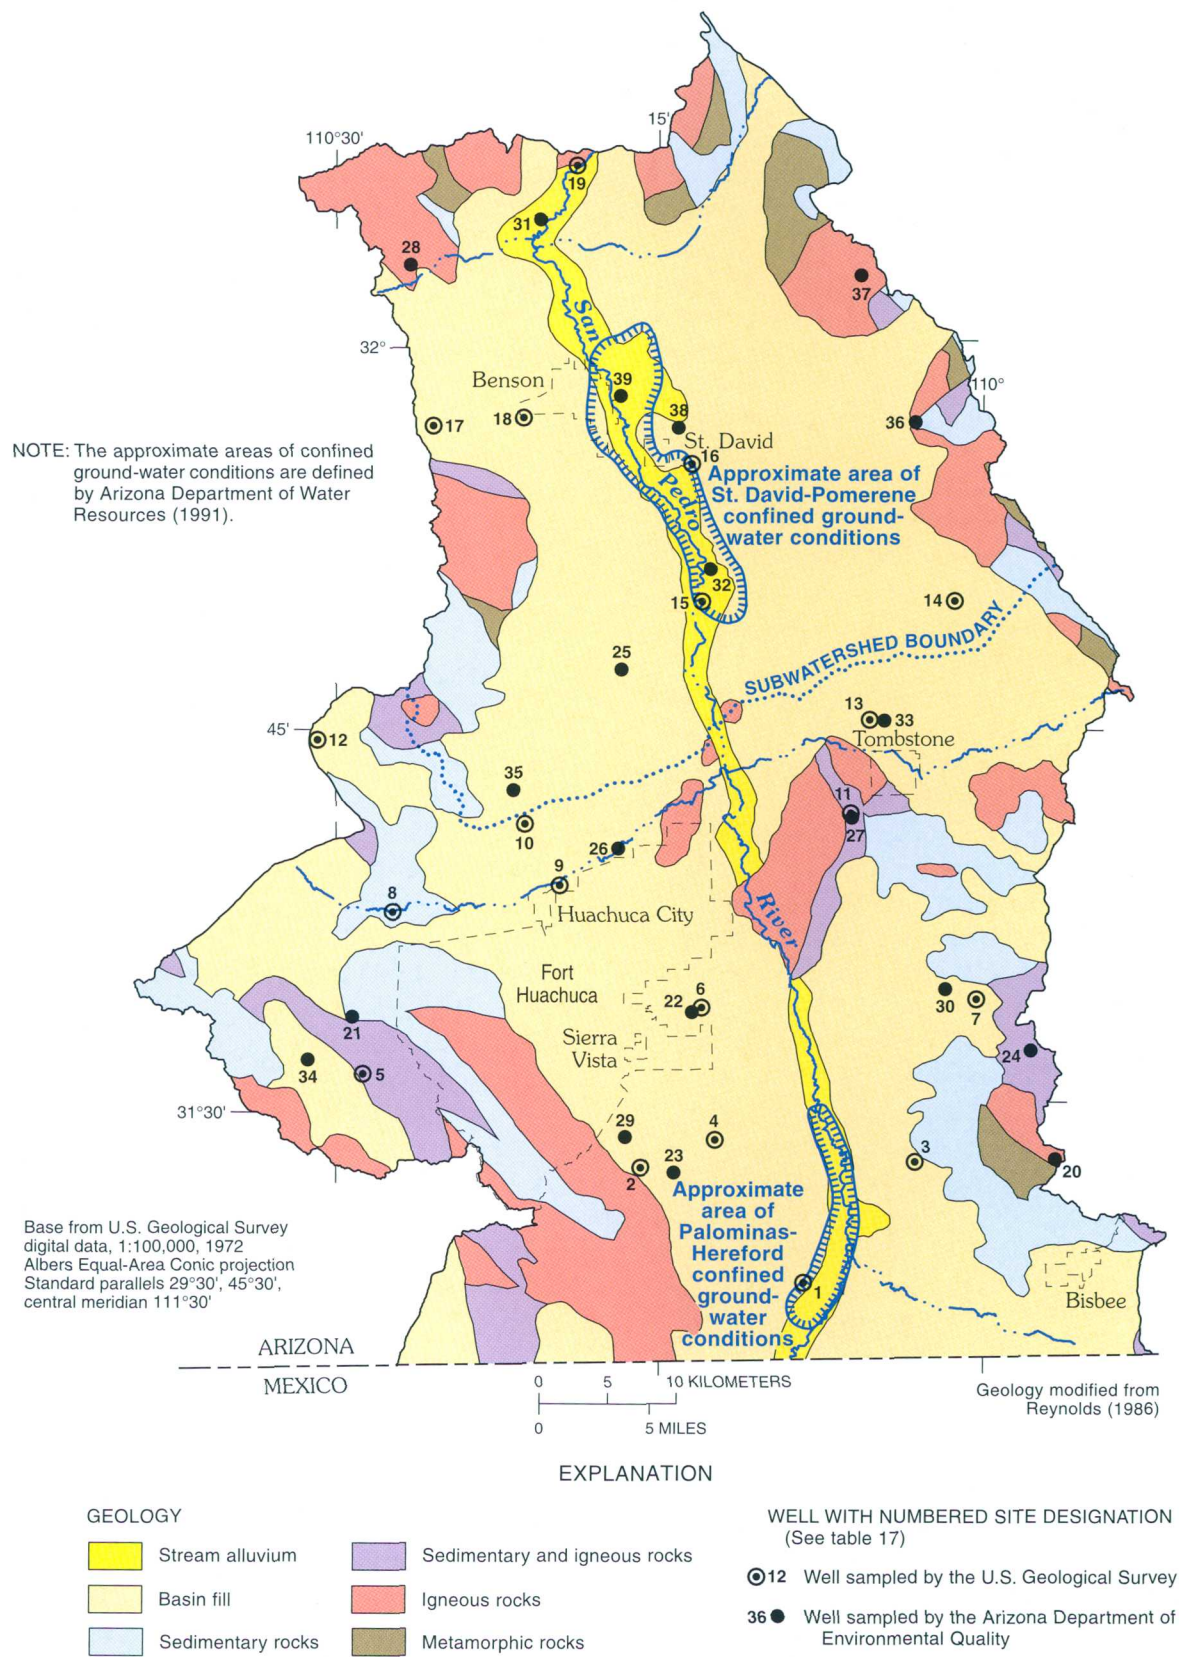 110°30'
15'
19
31
28
37
San
32°
110°
Benson
39
38
36
18
17
St. David
16
NOTE: The approximate areas of confined
ground-water conditions are defined
by Arizona Department of Water
Resources (1991).
Pedro
Approximate area of
St. David-Pomerene
confined ground-
water conditions
32
15
14
SUBWATERSHED BOUNDARY
25
45'
12
13
33
Tombstone
35
11
10
27
26
9
8
Huachuca City
River
Fort
Huachuca
22
6
30
7
21
Sierra
Vista
24
34
5
31°30'
29
4
3
23
20
2
Approximate
area of
Palominas-
Hereford
confined
ground-
water
conditions
1
Base from U.S. Geological Survey
digital data, 1:100,000, 1972
Albers Equal-Area Conic projection
Standard parallels 29°30', 45°30',
central meridian 111°30'
Bisbee
ARIZONA
MEXICO
0 5 10 KILOMETERS
0 5 MILES
Geology modified from
Reynolds (1986)
EXPLANATION
GEOLOGY
Stream alluvium
Basin fill
Sedimentary rocks
Sedimentary and igneous rocks
Igneous rocks
Metamorphic rocks
WELL WITH NUMBERED SITE DESIGNATION
(See table 17)
12 Well sampled by the U.S. Geological Survey
36 Well sampled by the Arizona Department of
Environmental Quality